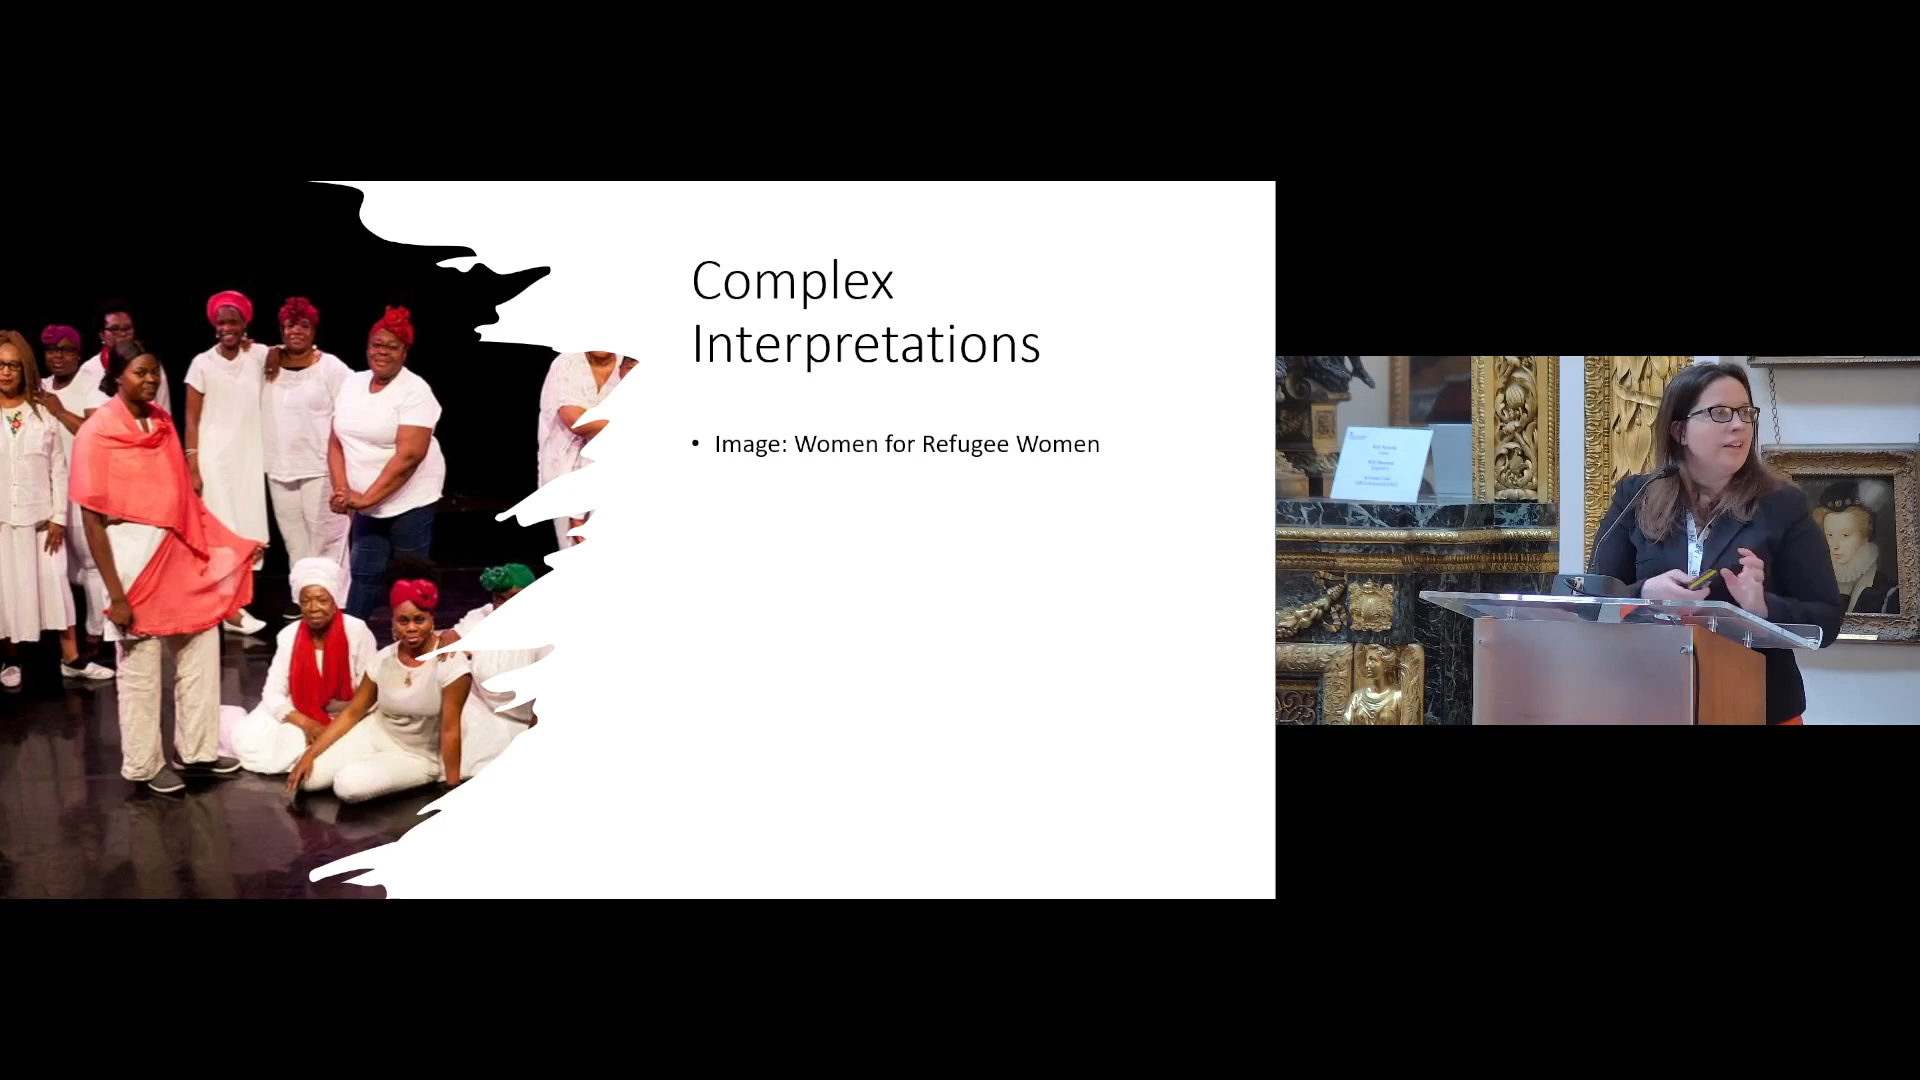 Complex
Interpretations
• Image: Women for Refugee Women